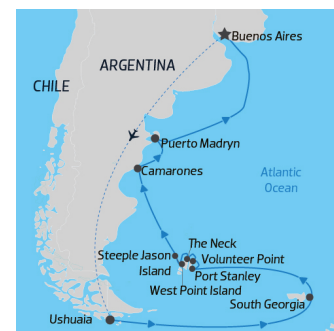 Buenos Aires
ARGENTINA
CHILE
Puerto Madryn
Camarones
Atlantic
Ocean
The Neck
Steeple Jason
Island
Volunteer Point
Port Stanley
West Point Island
South Georgia
Ushuaia